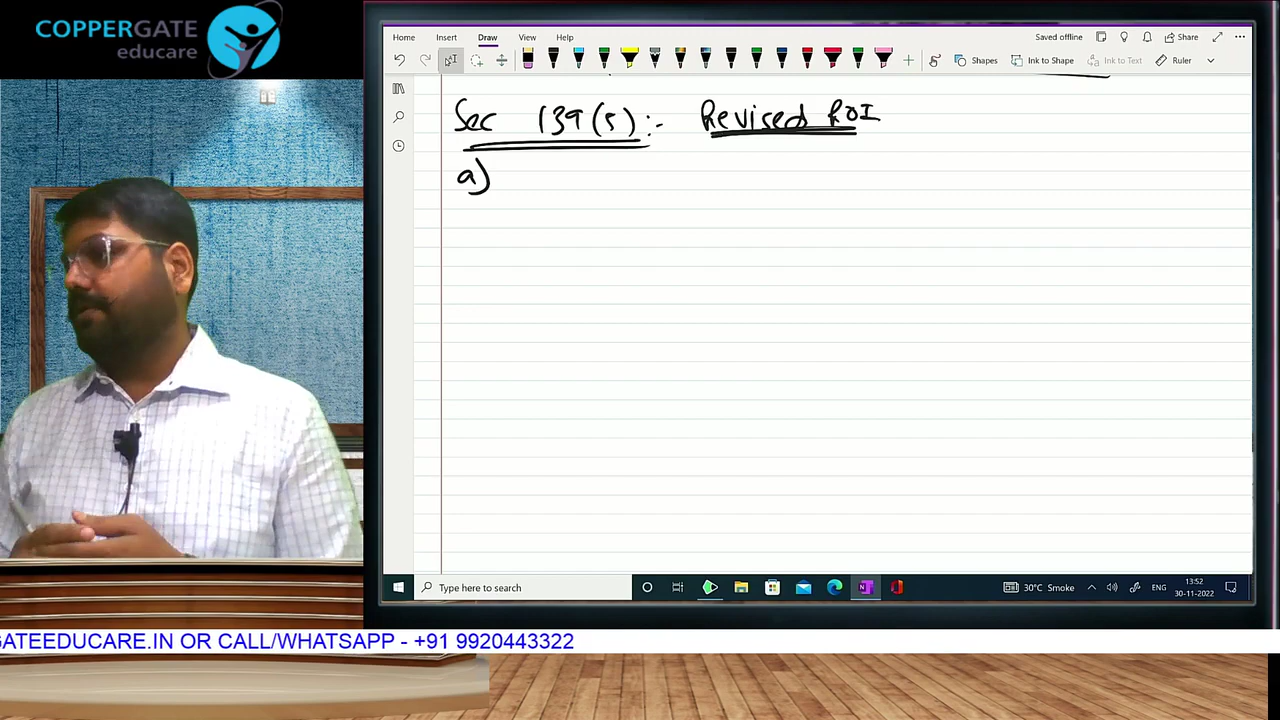 COPPERGATE
educare
Home Insert Draw View Help
Saved offline
Share
Shapes
Ink to Shape
Ink to Text
Ruler
Sec 139(5):- Revised ROI
a)
Type here to search
30°C Smoke
ENG
13:52
30-11-2022
GATEEDUCARE.IN OR CALL/WHATSAPP - +91 9920443322